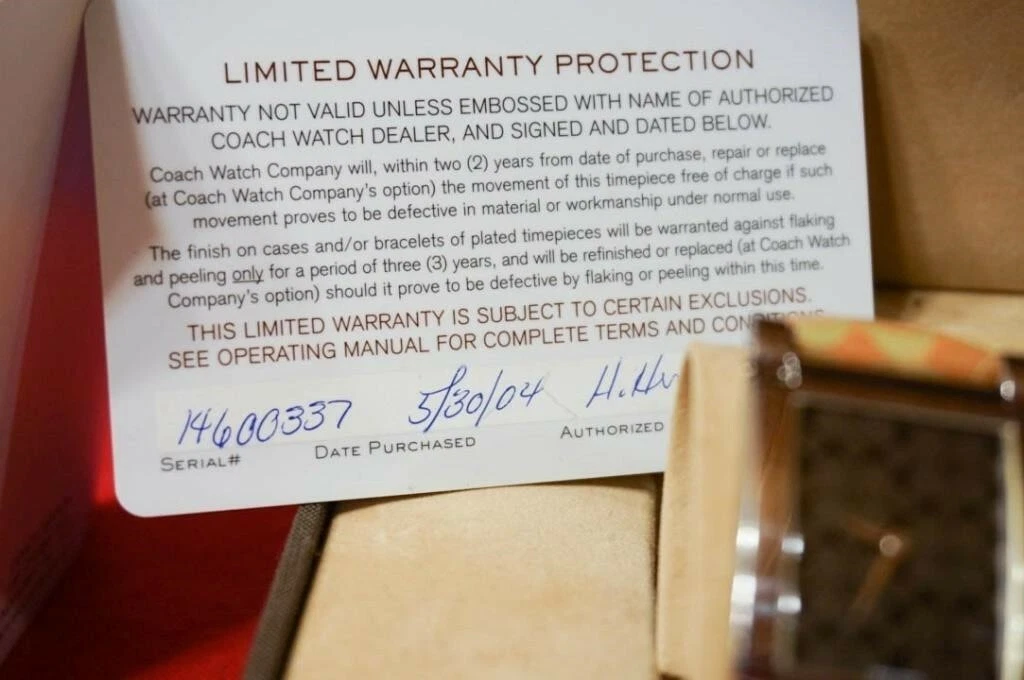 LIMITED WARRANTY PROTECTION
WARRANTY NOT VALID UNLESS EMBOSSED WITH NAME OF AUTHORIZED
COACH WATCH DEALER, AND SIGNED AND DATED BELOW.
Coach Watch Company will, within two (2) years from date of purchase, repair or replace
(at Coach Watch Company's option) the movement of this timepiece free of charge if such
movement proves to be defective in material or workmanship under normal use.
The finish on cases and/or bracelets of plated timepieces will be warranted against flaking
and peeling only for a period of three (3) years, and will be refinished or replaced (at Coach Watch
Company's option) should it prove to be defective by flaking or peeling within this time.
THIS LIMITED WARRANTY IS SUBJECT TO CERTAIN EXCLUSIONS.
SEE OPERATING MANUAL FOR COMPLETE TERMS AND CONDITIONS
14600337 5/30/04 H.
SERIAL# DATE PURCHASED AUTHORIZED